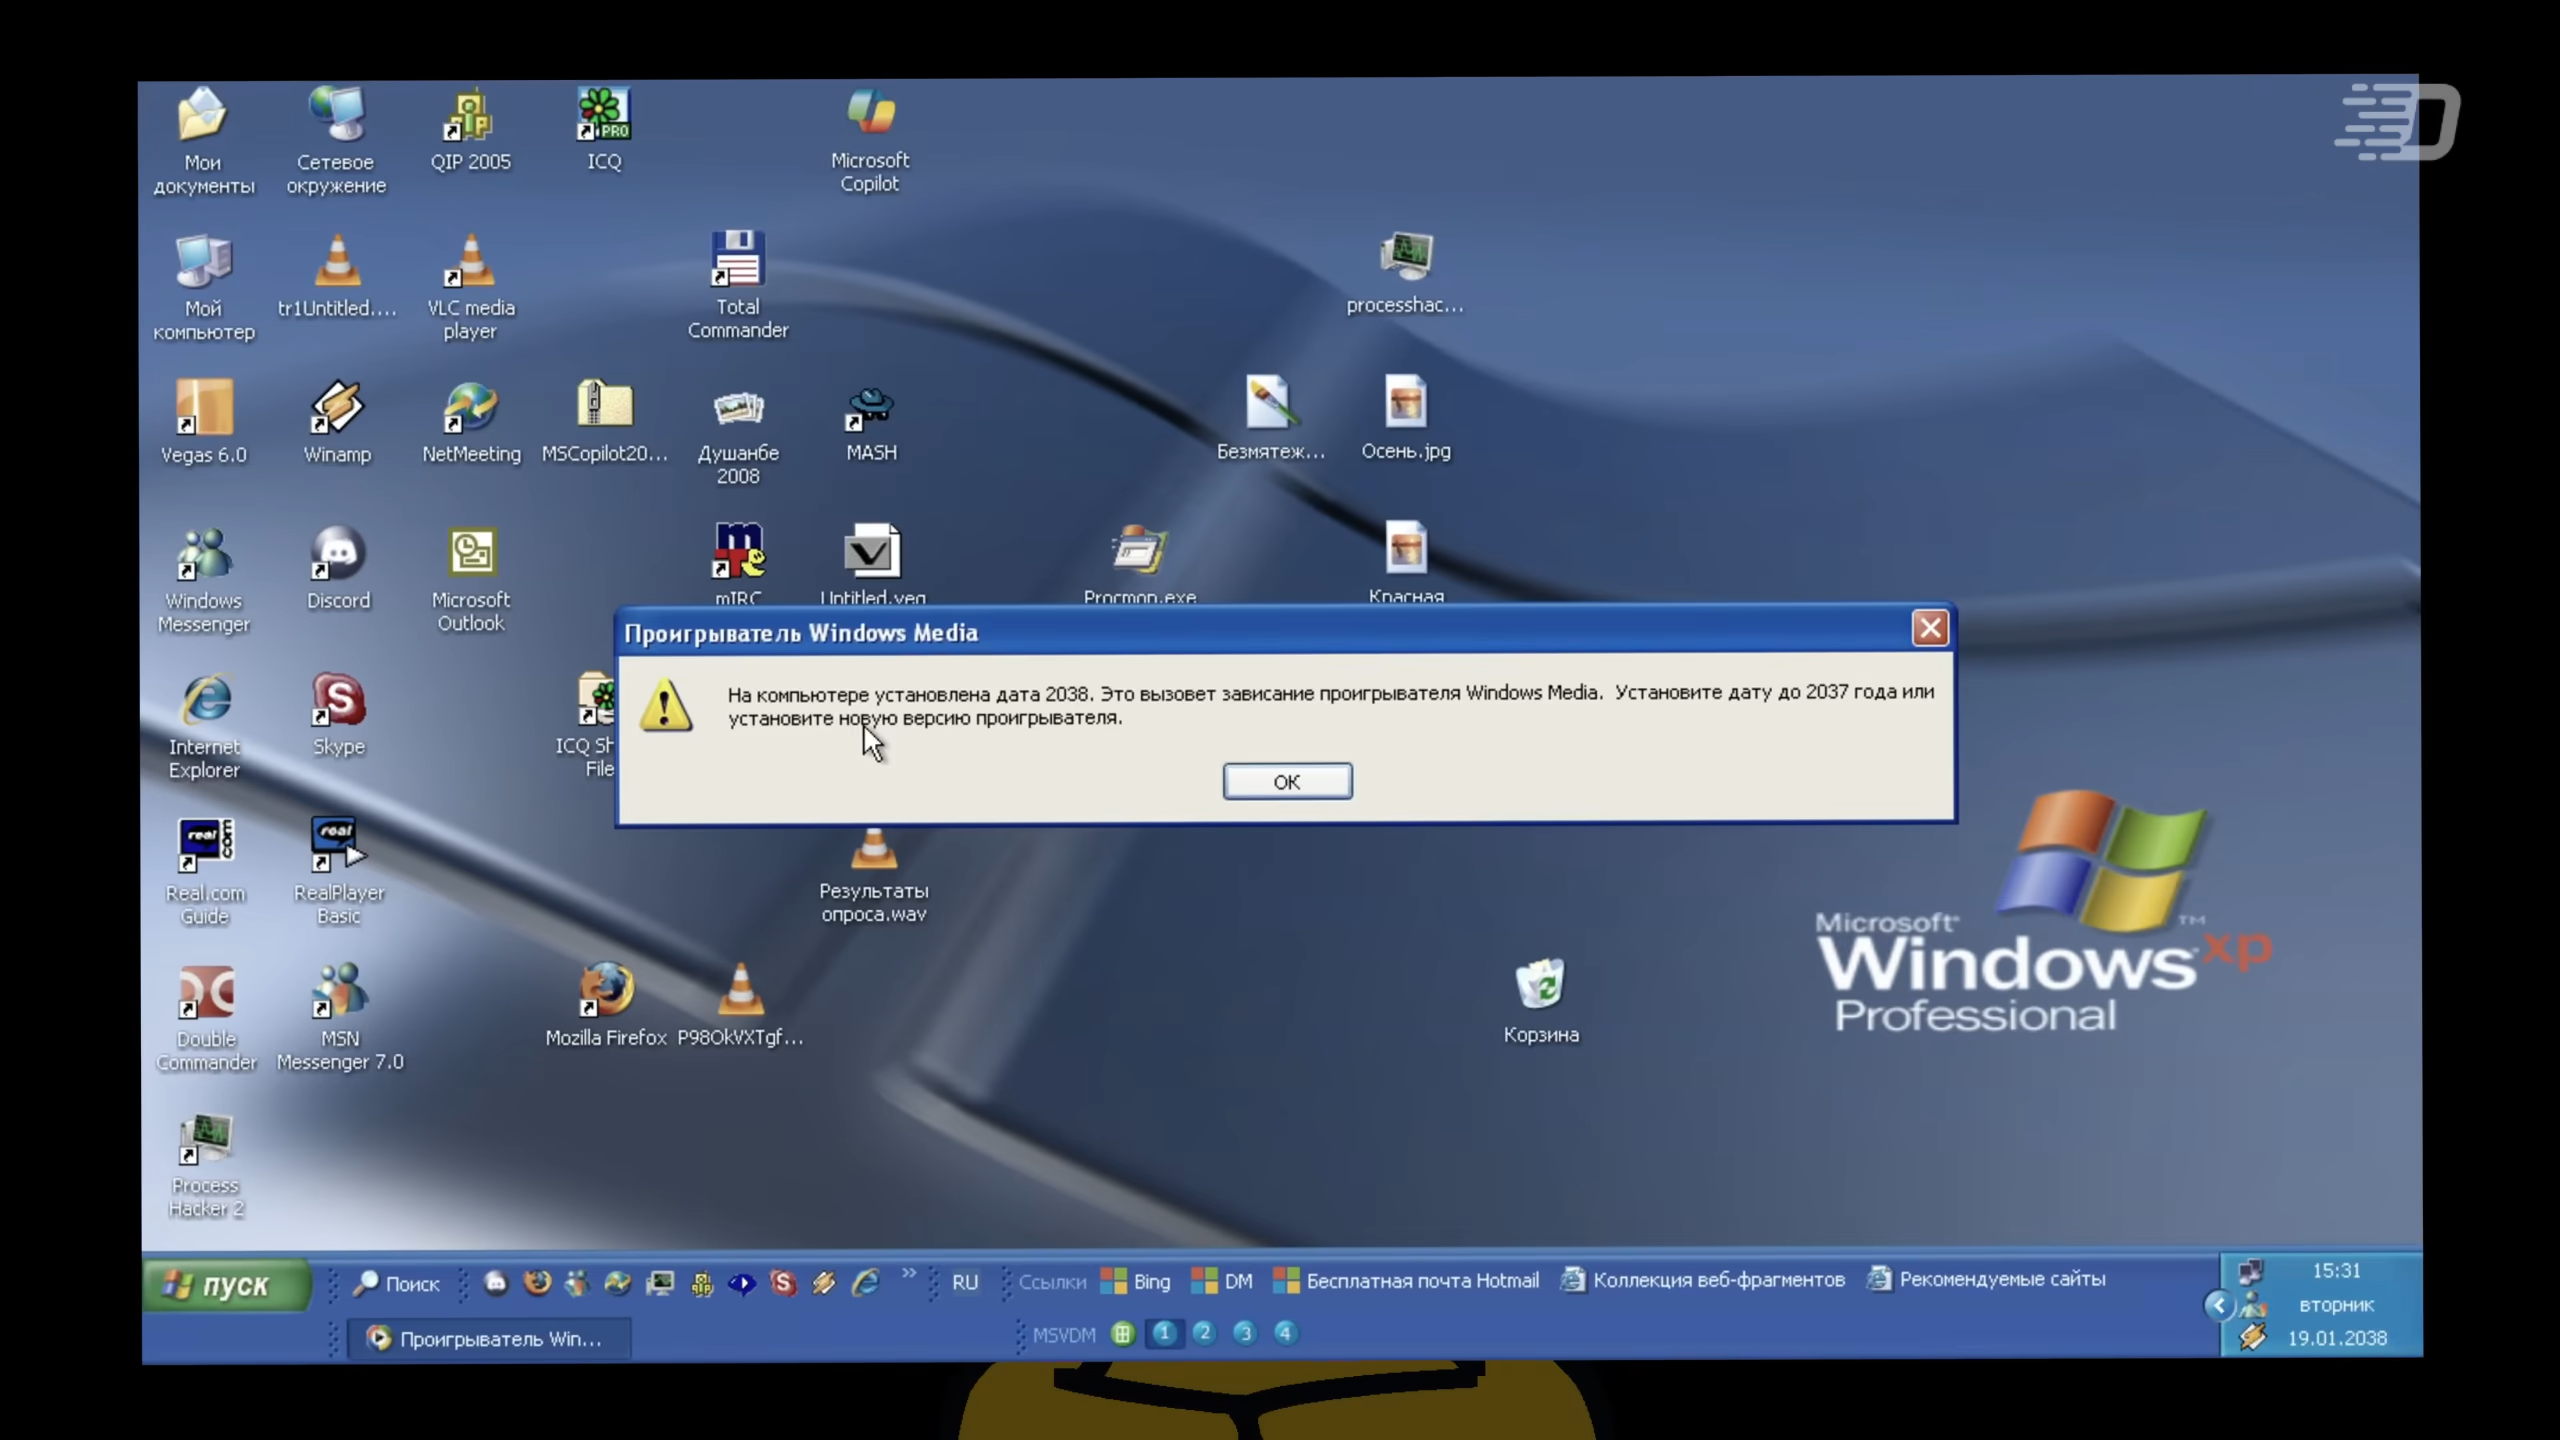 Мои документы
Сетевое окружение
QIP 2005
ICQ
PRO
Microsoft Copilot
Мой компьютер
tr1Untitled....
VLC media player
Total Commander
processhac...
Vegas 6.0
Winamp
NetMeeting
MSCopilot20...
Душанбе 2008
MASH
Безмятеж...
Осень.jpg
Windows Messenger
Discord
Microsoft Outlook
mIRC
Untitled.veg
Procmon.exe
Красная
Проигрыватель Windows Media
На компьютере установлена дата 2038. Это вызовет зависание проигрывателя Windows Media. Установите дату до 2037 года или
установите новую версию проигрывателя.
OK
Internet Explorer
Skype
ICQ Sh
File
Real.com Guide
RealPlayer Basic
Результаты опроса.wav
Microsoft
Windows xp
Professional
Double Commander
MSN Messenger 7.0
Mozilla Firefox
P98OkVXTgf...
Корзина
Process Hacker 2
пуск
Поиск
RU
Ссылки
Bing
DM
Бесплатная почта Hotmail
Коллекция веб-фрагментов
Рекомендуемые сайты
15:31
вторник
19.01.2038
Проигрыватель Win...
MSVDM
1
2
3
4